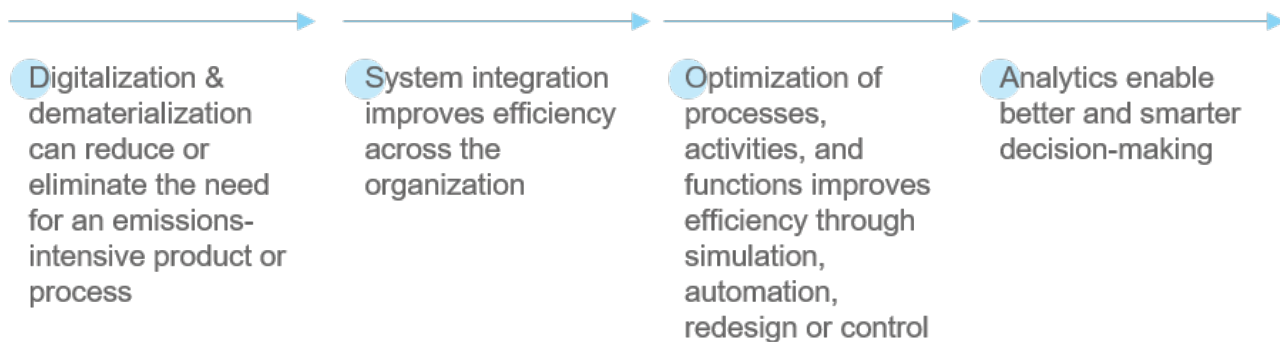 Digitalization &
dematerialization
can reduce or
eliminate the need
for an emissions-
intensive product or
process
System integration
improves efficiency
across the
organization
Optimization of
processes,
activities, and
functions improves
efficiency through
simulation,
automation,
redesign or control
Analytics enable
better and smarter
decision-making